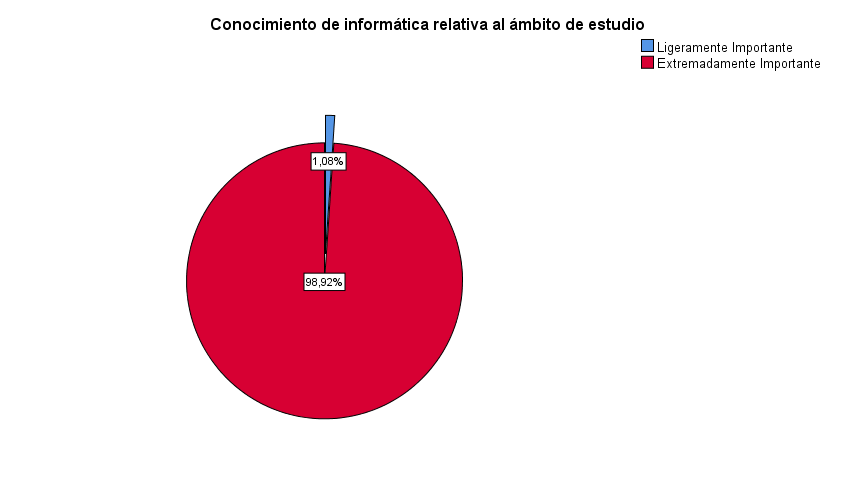 Conocimiento de informática relativa al ámbito de estudio
Ligeramente Importante
Extremadamente Importante
1,08%
98,92%